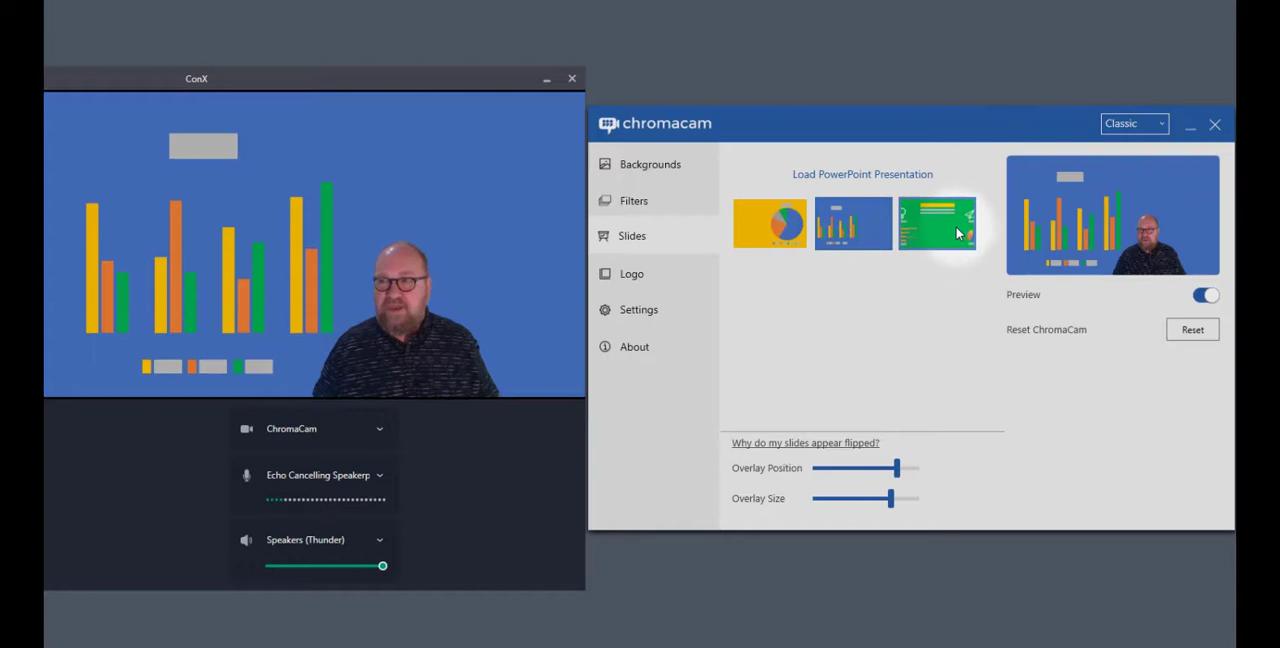 ConX
ChromaCam
Echo Cancelling Speakerp
Speakers (Thunder)
chromacam
Classic
Backgrounds
Filters
Slides
Logo
Settings
About
Load PowerPoint Presentation
Why do my slides appear flipped?
Overlay Position
Overlay Size
Preview
Reset ChromaCam
Reset